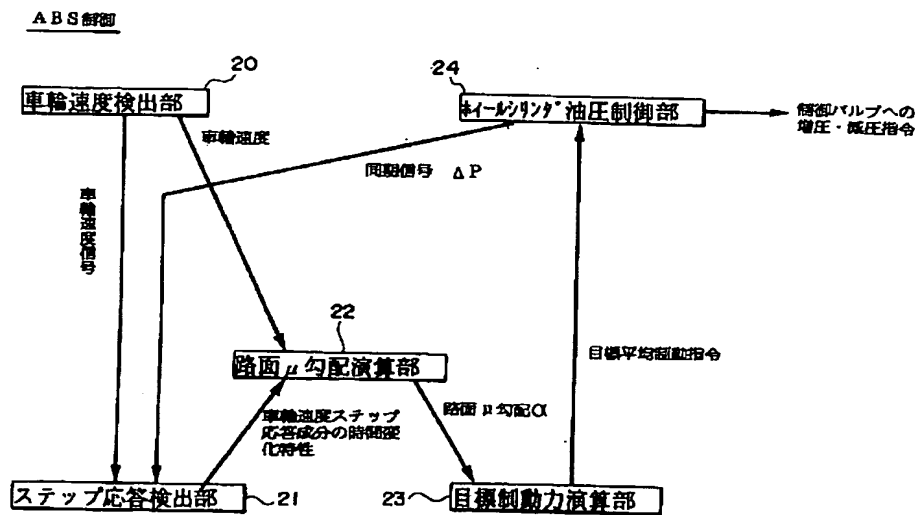 ABS制御
20
車輪速度検出部
24
ホイールシリンダ油圧制御部
制御バルブへの
増圧・減圧指令
車輪速度
同期信号 ΔP
車輪速度信号
22
路面μ勾配演算部
目標平均制動指令
車輪速度ステップ
応答成分の時間変
化特性
路面μ勾配α
ステップ応答検出部
21
23
目標制動力演算部